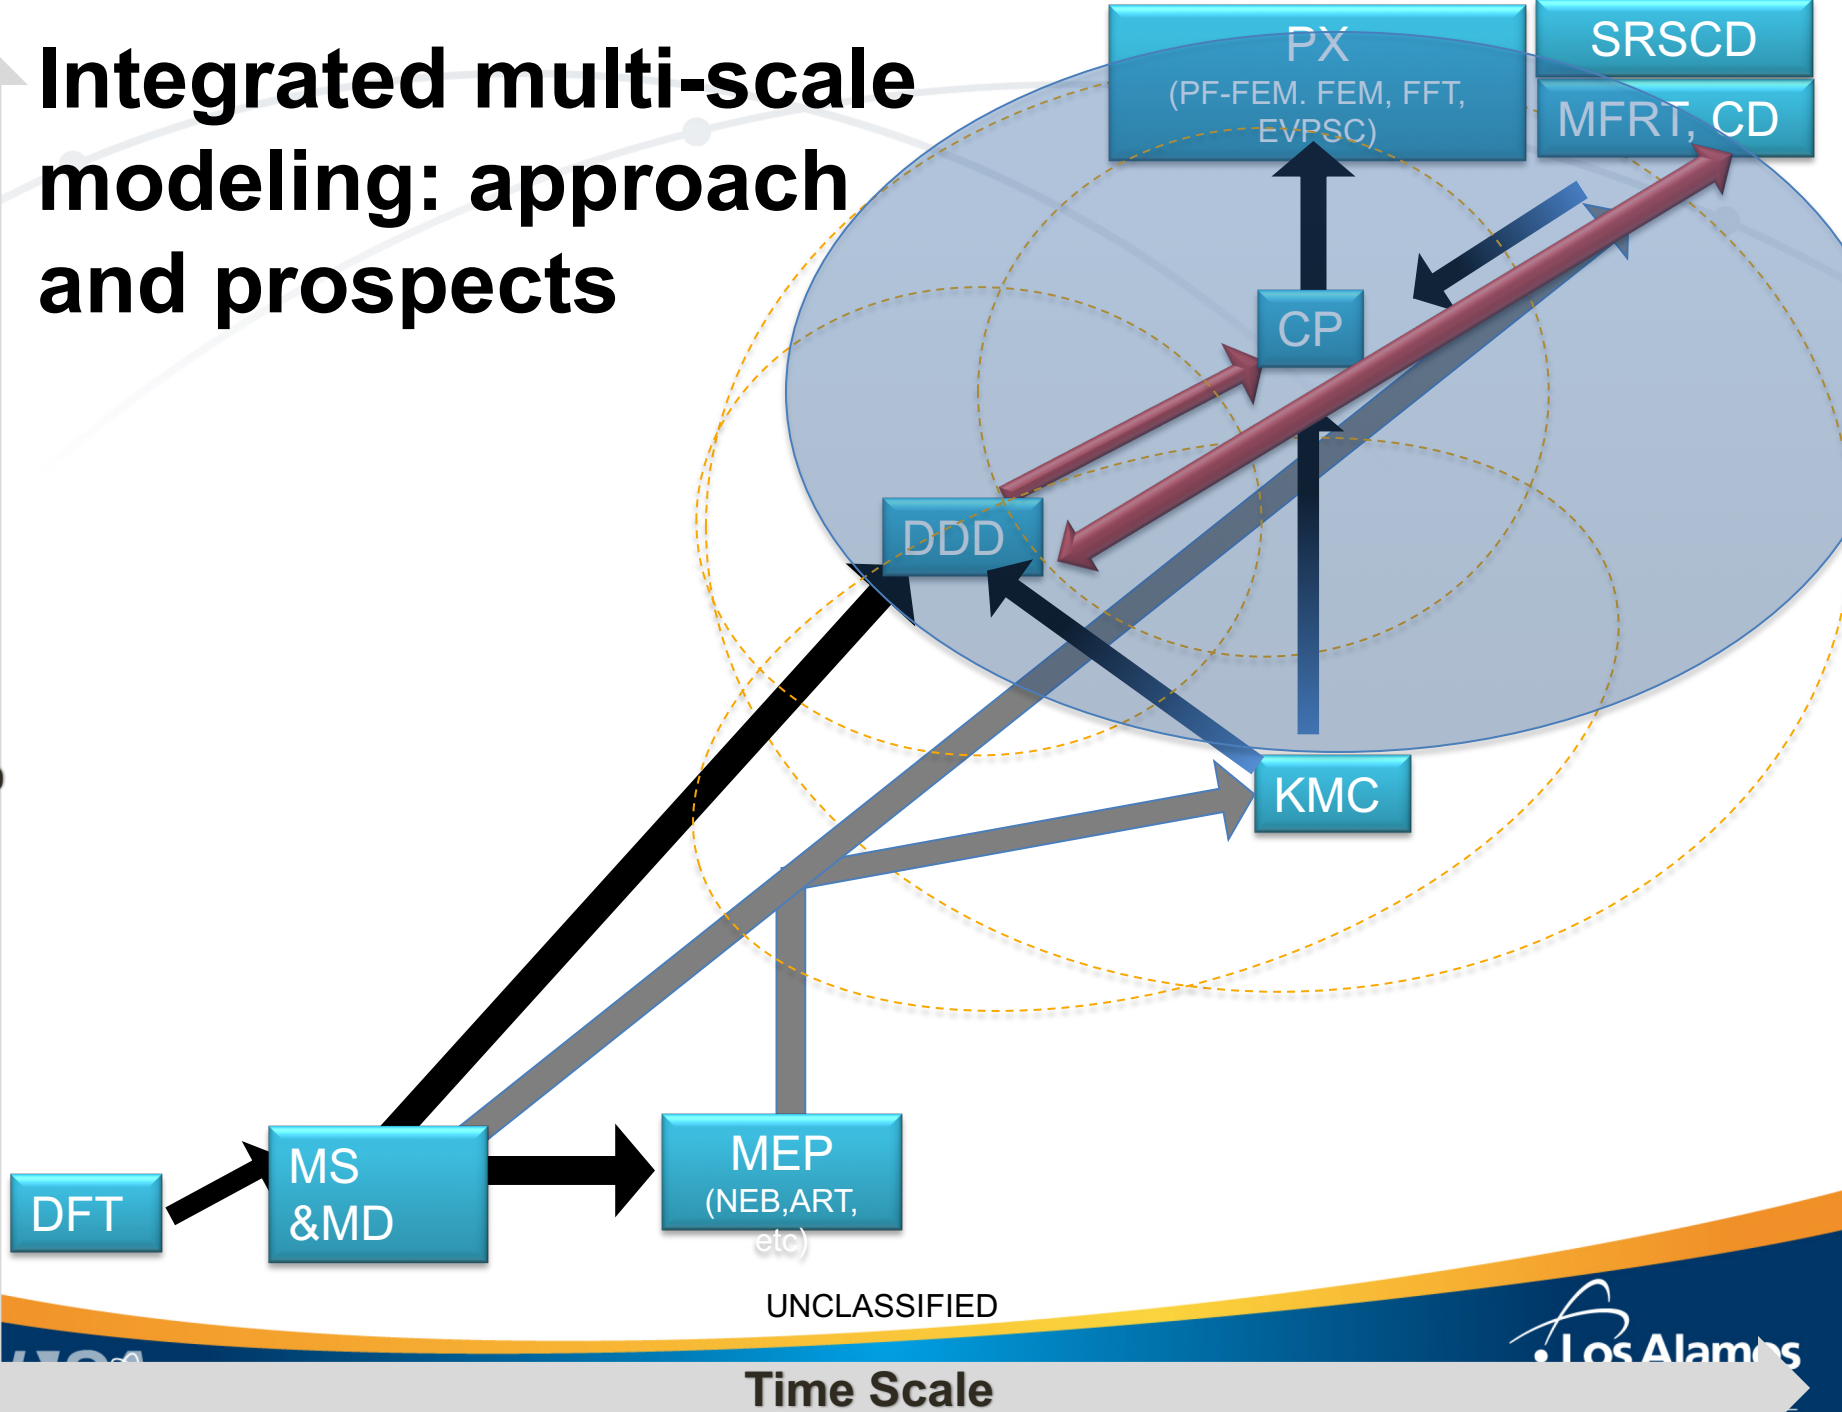 Integrated multi-scale
modeling: approach
and prospects
PX
(PF-FEM. FEM, FFT,
EVPSC)
SRSCD
MFRT, CD
CP
DDD
KMC
MEP
(NEB,ART,
etc)
MS
&MD
DFT
UNCLASSIFIED
Los Alamos
Time Scale